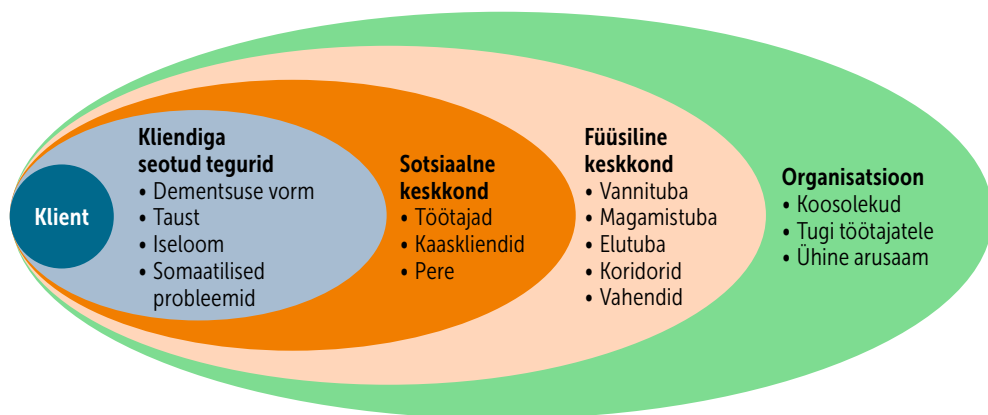 Klient
Kliendiga
seotud tegurid
• Dementsuse vorm
• Taust
• Iseloom
• Somaatilised
probleemid
Sotsiaalne
keskkond
• Töötajad
• Kaaskliendid
• Pere
Füüsiline
keskkond
• Vannituba
• Magamistuba
• Elutuba
• Koridorid
• Vahendid
Organisatsioon
• Koosolekud
• Tugi töötajatele
• Ühine arusaam